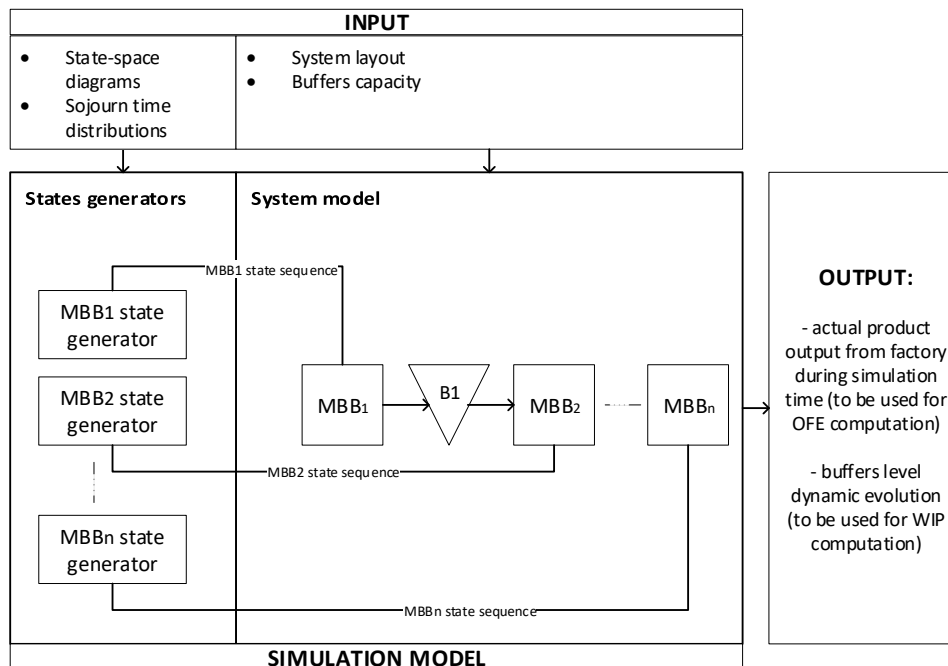 INPUT
• State-space
diagrams
• Sojourn time
distributions
• System layout
• Buffers capacity
States generators
System model
MBB1 state sequence
MBB1 state
generator
MBB2 state
generator
MBB1
B1
MBB2
MBBn
MBB2 state sequence
MBBn state
generator
MBBn state sequence
SIMULATION MODEL
OUTPUT:
- actual product
output from factory
during simulation
time (to be used for
OFE computation)
- buffers level
dynamic evolution
(to be used for WIP
computation)